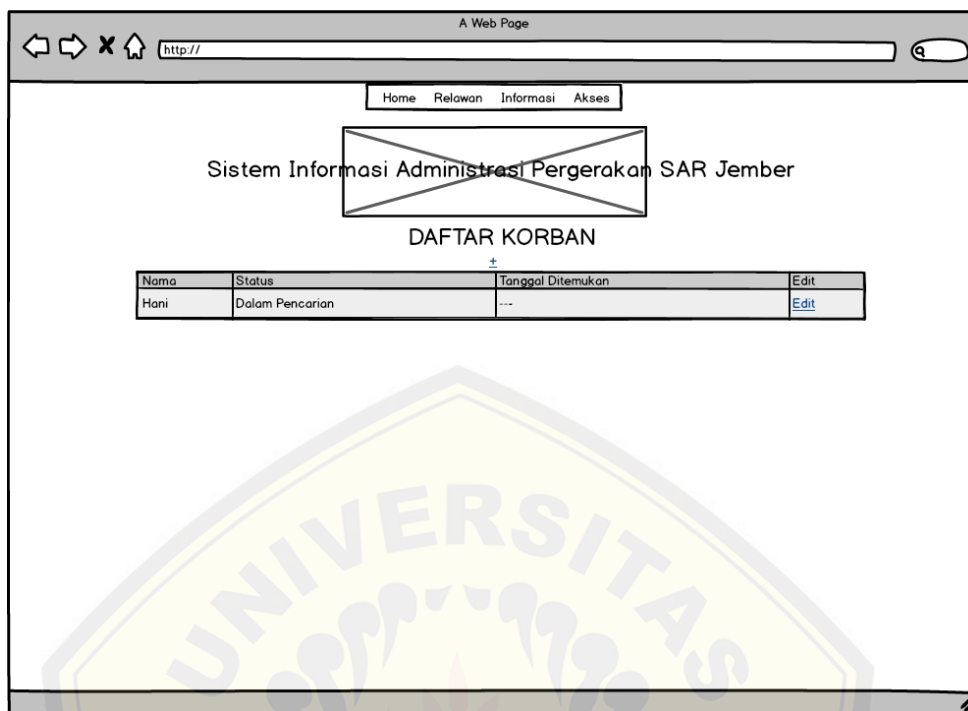 A Web Page
http://
Home Relawan Informasi Akses
Sistem Informasi Administrasi Pergerakan SAR Jember
DAFTAR KORBAN
+
Nama Status Tanggal Ditemukan Edit
Hani Dalam Pencarian --- Edit
UNIVERSITAS